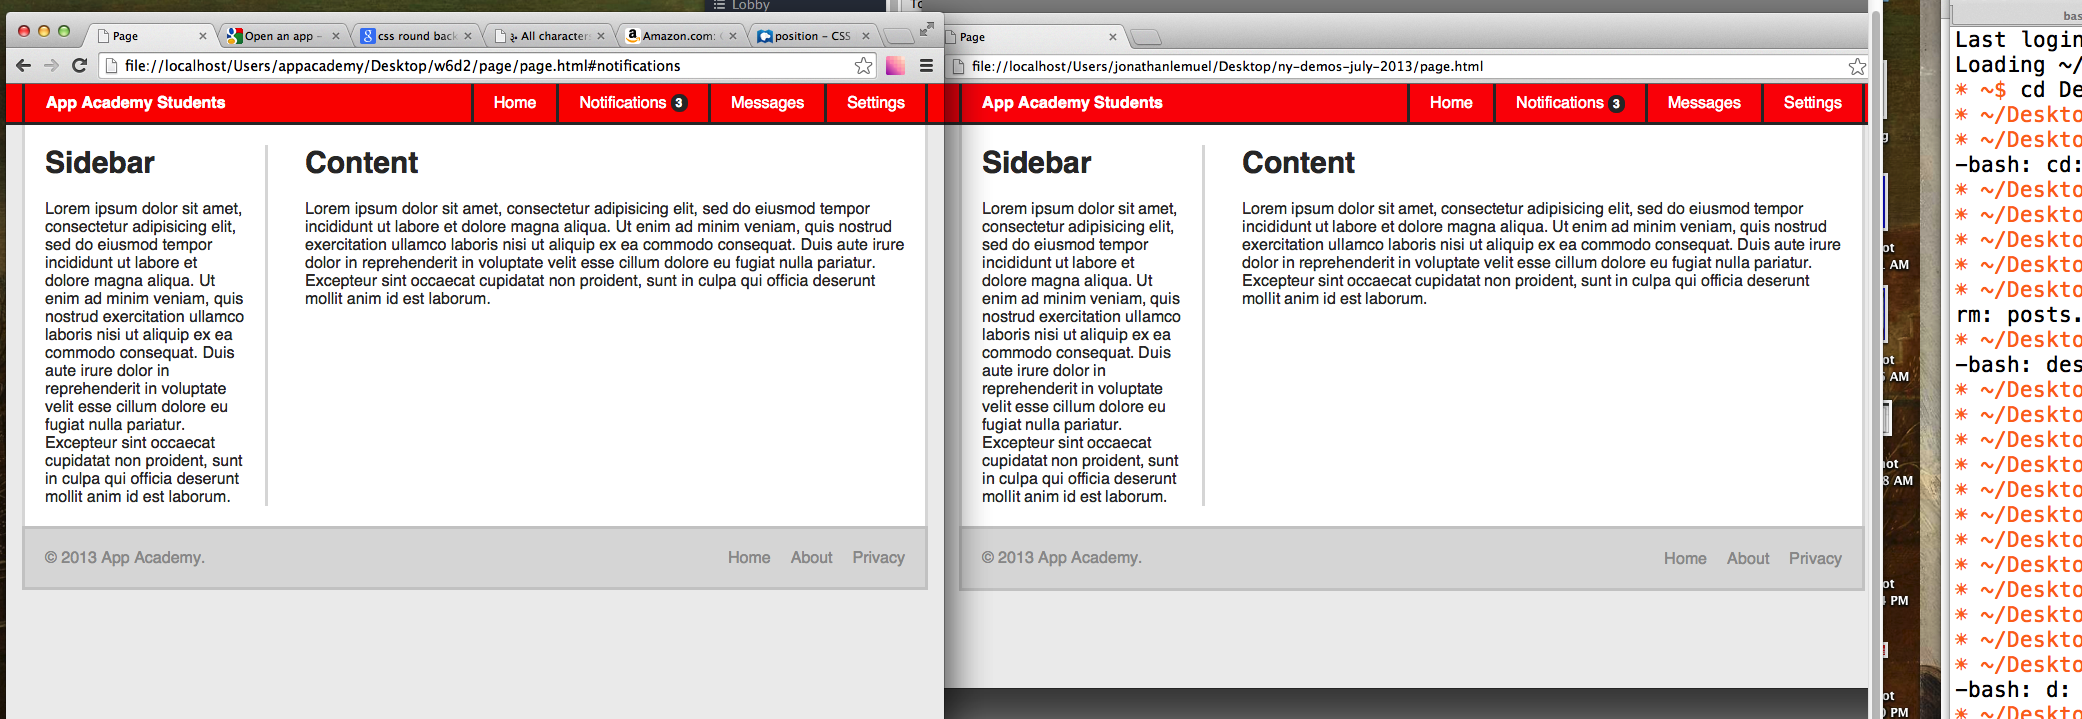 Lobby
Page
Open an app –
css round back
All characters
Amazon.com:
position – CSS
file://localhost/Users/appacademy/Desktop/w6d2/page/page.html#notifications
App Academy Students
Home
Notifications 3
Messages
Settings
Sidebar
Lorem ipsum dolor sit amet,
consectetur adipisicing elit,
sed do eiusmod tempor
incididunt ut labore et
dolore magna aliqua. Ut
enim ad minim veniam, quis
nostrud exercitation ullamco
laboris nisi ut aliquip ex ea
commodo consequat. Duis
aute irure dolor in
reprehenderit in voluptate
velit esse cillum dolore eu
fugiat nulla pariatur.
Excepteur sint occaecat
cupidatat non proident, sunt
in culpa qui officia deserunt
mollit anim id est laborum.
Content
Lorem ipsum dolor sit amet, consectetur adipisicing elit, sed do eiusmod tempor
incididunt ut labore et dolore magna aliqua. Ut enim ad minim veniam, quis nostrud
exercitation ullamco laboris nisi ut aliquip ex ea commodo consequat. Duis aute irure
dolor in reprehenderit in voluptate velit esse cillum dolore eu fugiat nulla pariatur.
Excepteur sint occaecat cupidatat non proident, sunt in culpa qui officia deserunt
mollit anim id est laborum.
© 2013 App Academy.
Home
About
Privacy
Page
file://localhost/Users/jonathanlemuel/Desktop/ny-demos-july-2013/page.html
App Academy Students
Home
Notifications 3
Messages
Settings
Sidebar
Lorem ipsum dolor sit amet,
consectetur adipisicing elit,
sed do eiusmod tempor
incididunt ut labore et
dolore magna aliqua. Ut
enim ad minim veniam, quis
nostrud exercitation ullamco
laboris nisi ut aliquip ex ea
commodo consequat. Duis
aute irure dolor in
reprehenderit in voluptate
velit esse cillum dolore eu
fugiat nulla pariatur.
Excepteur sint occaecat
cupidatat non proident, sunt
in culpa qui officia deserunt
mollit anim id est laborum.
Content
Lorem ipsum dolor sit amet, consectetur adipisicing elit, sed do eiusmod tempor
incididunt ut labore et dolore magna aliqua. Ut enim ad minim veniam, quis nostrud
exercitation ullamco laboris nisi ut aliquip ex ea commodo consequat. Duis aute irure
dolor in reprehenderit in voluptate velit esse cillum dolore eu fugiat nulla pariatur.
Excepteur sint occaecat cupidatat non proident, sunt in culpa qui officia deserunt
mollit anim id est laborum.
© 2013 App Academy.
Home
About
Privacy
bas
Last login
Loading ~/
~$ cd De
~/Deskto
~/Deskto
-bash: cd:
~/Deskto
~/Deskto
~/Deskto
~/Deskto
~/Deskto
rm: posts.
~/Deskto
-bash: des
~/Deskto
~/Deskto
~/Deskto
~/Deskto
~/Deskto
~/Deskto
~/Deskto
~/Deskto
~/Deskto
~/Deskto
~/Deskto
~/Deskto
-bash: d:
~/Deskto